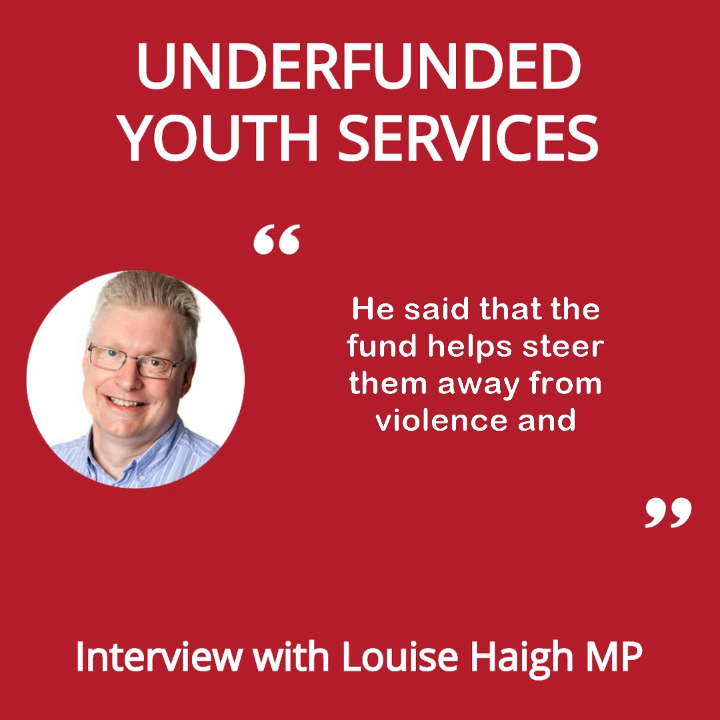 UNDERFUNDED
YOUTH SERVICES
“
He said that the
fund helps steer
them away from
violence and
”
Interview with Louise Haigh MP